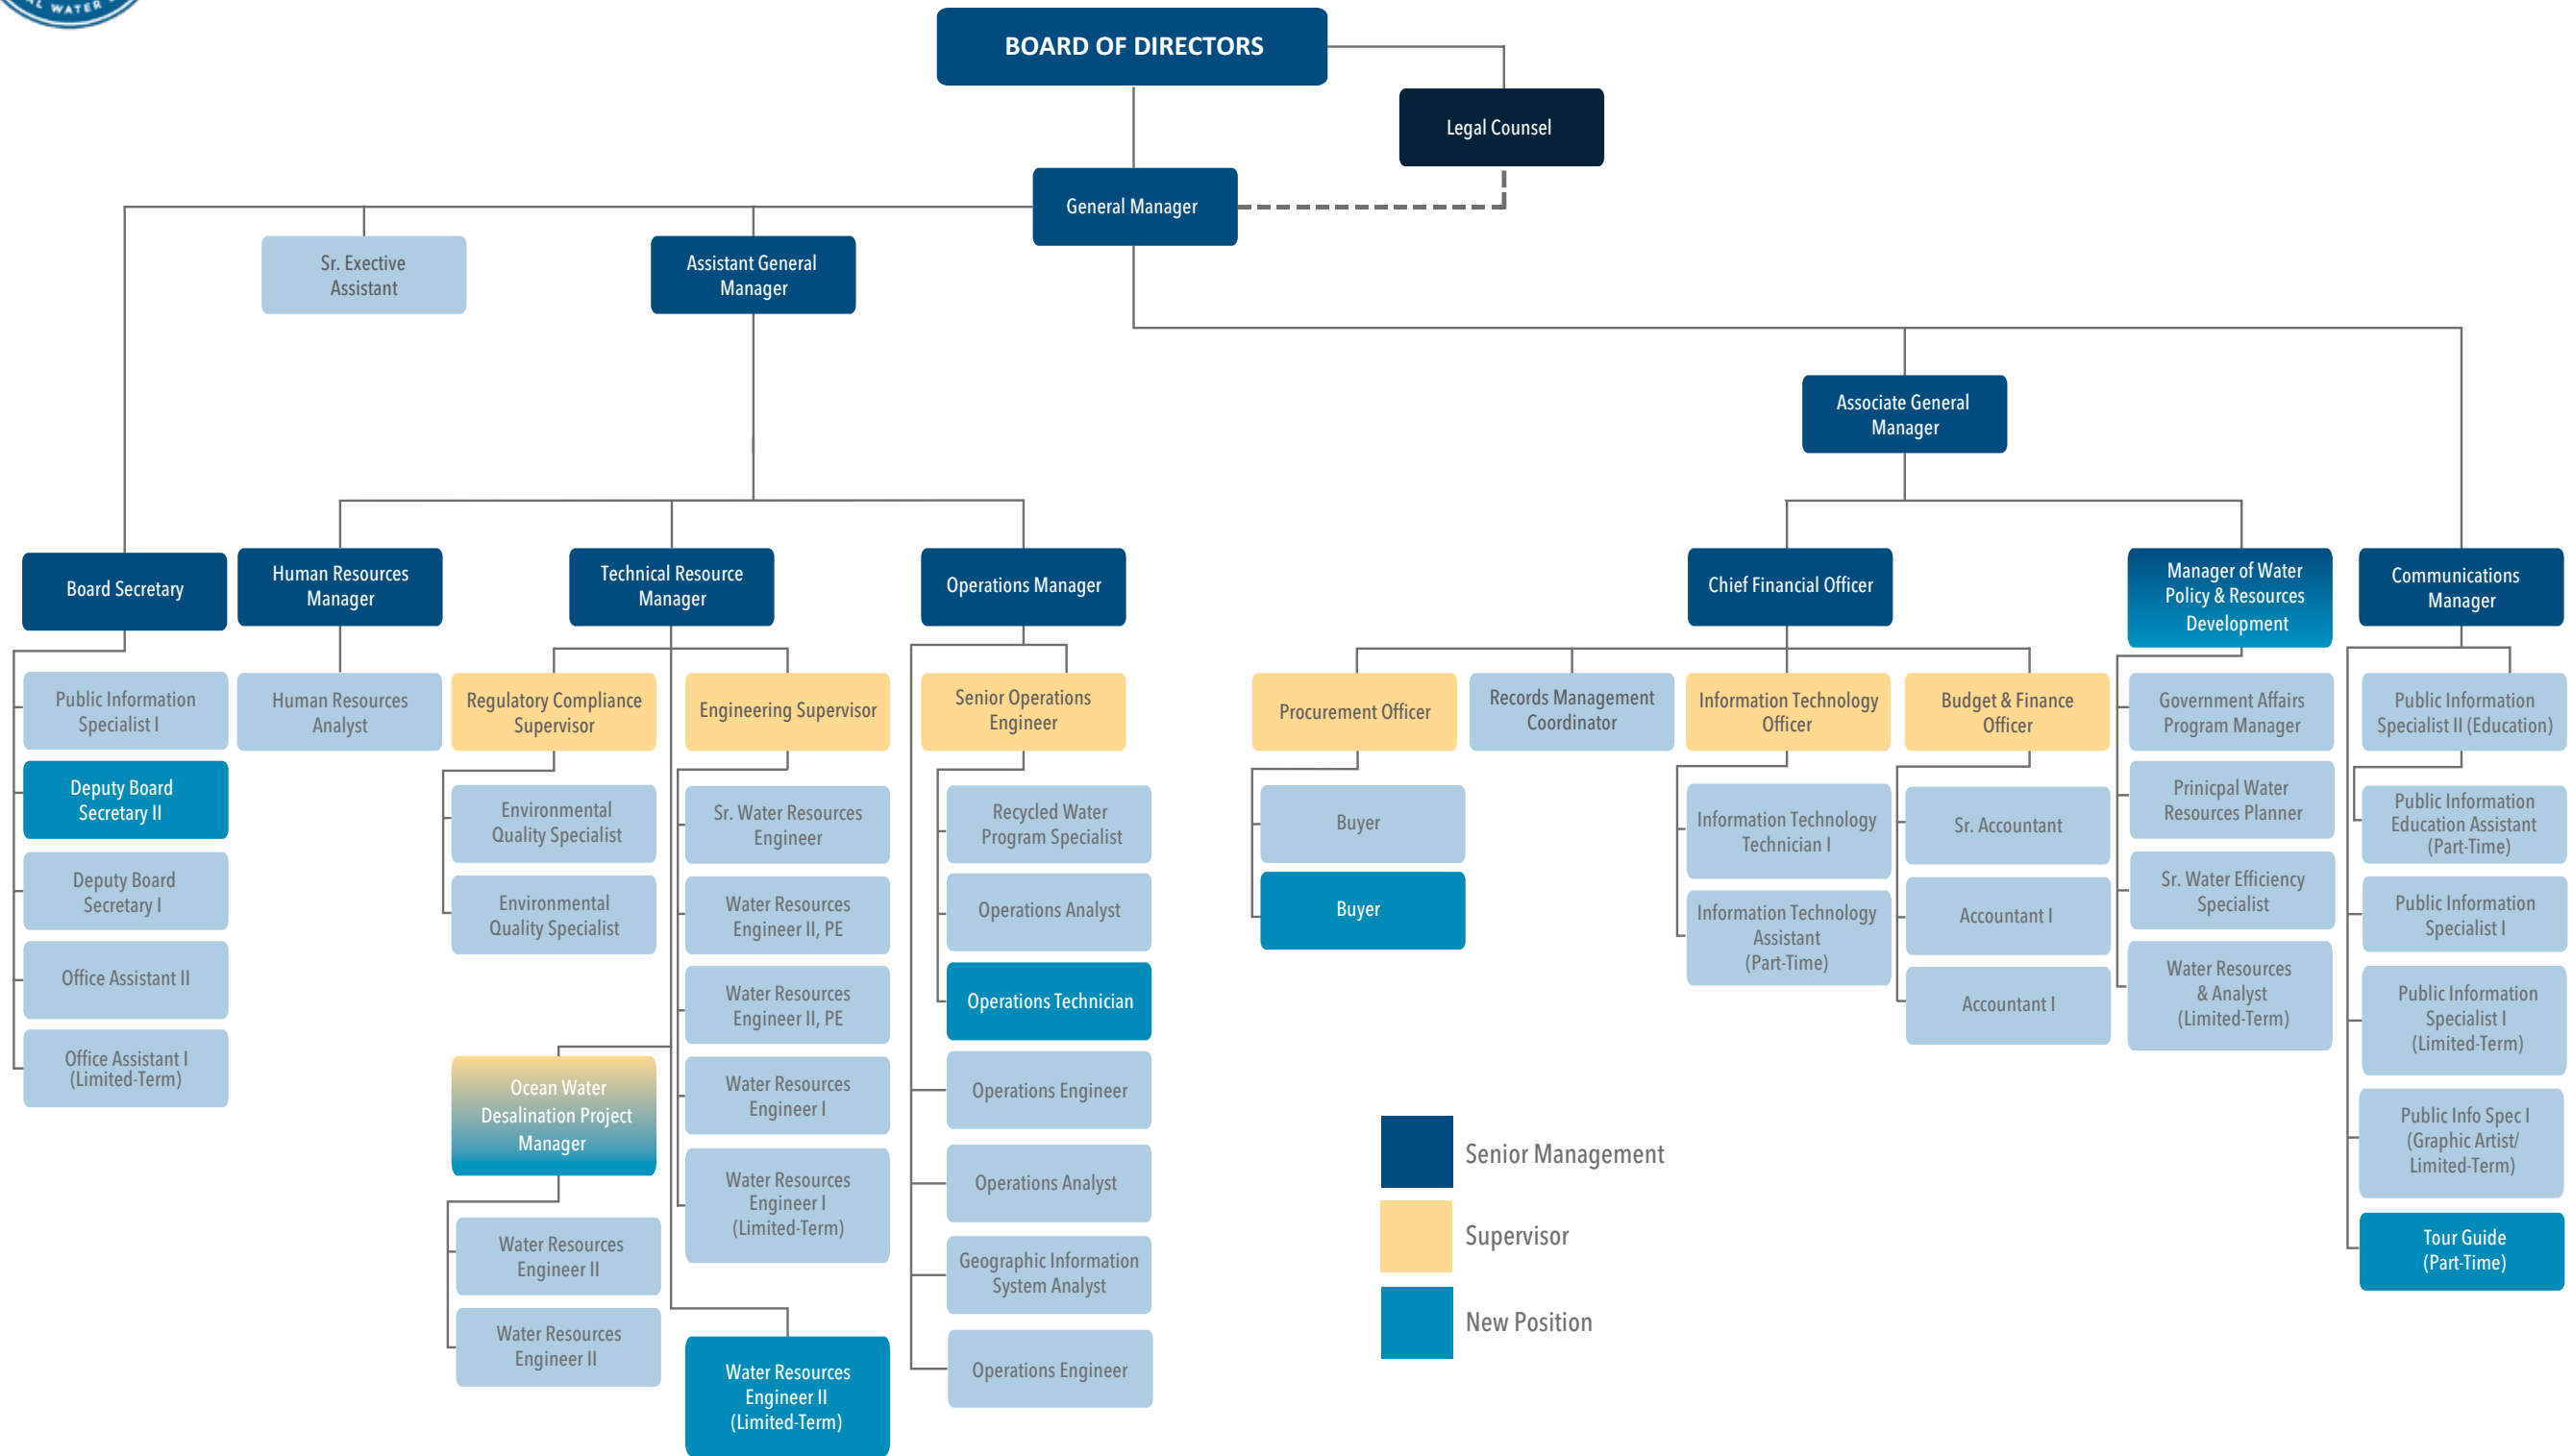 AL WATER
BOARD OF DIRECTORS
Legal Counsel
General Manager
Sr. Exective
Assistant
Assistant General
Manager
Associate General
Manager
Board Secretary
Human Resources
Manager
Technical Resource
Manager
Operations Manager
Chief Financial Officer
Manager of Water
Policy & Resources
Development
Communications
Manager
Public Information
Specialist I
Deputy Board
Secretary II
Deputy Board
Secretary I
Office Assistant II
Office Assistant I
(Limited-Term)
Human Resources
Analyst
Regulatory Compliance
Supervisor
Environmental
Quality Specialist
Environmental
Quality Specialist
Ocean Water
Desalination Project
Manager
Water Resources
Engineer II
Water Resources
Engineer II
Engineering Supervisor
Sr. Water Resources
Engineer
Water Resources
Engineer II, PE
Water Resources
Engineer II, PE
Water Resources
Engineer I
Water Resources
Engineer I
(Limited-Term)
Water Resources
Engineer II
(Limited-Term)
Senior Operations
Engineer
Recycled Water
Program Specialist
Operations Analyst
Operations Technician
Operations Engineer
Operations Analyst
Geographic Information
System Analyst
Operations Engineer
Procurement Officer
Buyer
Buyer
Records Management
Coordinator
Information Technology
Officer
Information Technology
Technician I
Information Technology
Assistant
(Part-Time)
Budget & Finance
Officer
Sr. Accountant
Accountant I
Accountant I
Government Affairs
Program Manager
Prinicpal Water
Resources Planner
Sr. Water Efficiency
Specialist
Water Resources
& Analyst
(Limited-Term)
Public Information
Specialist II (Education)
Public Information
Education Assistant
(Part-Time)
Public Information
Specialist I
Public Information
Specialist I
(Limited-Term)
Public Info Spec I
(Graphic Artist/
Limited-Term)
Tour Guide
(Part-Time)
Senior Management
Supervisor
New Position